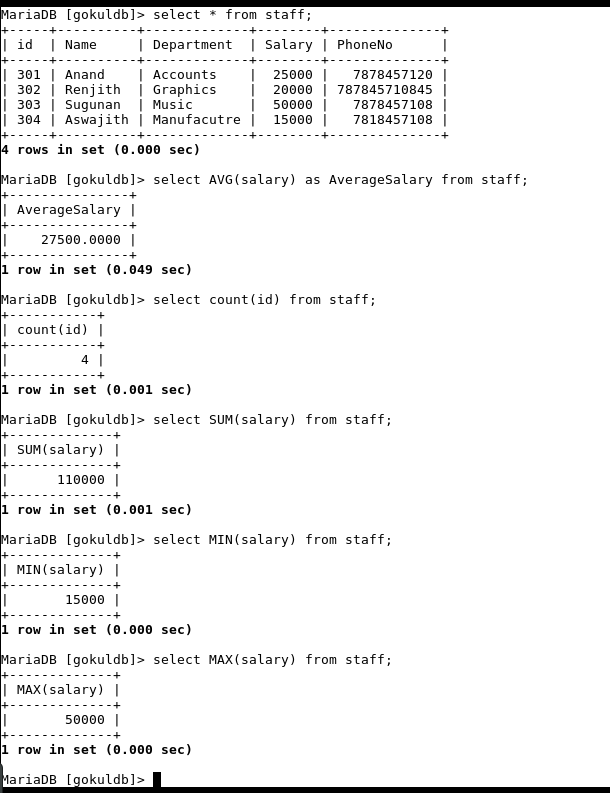 MariaDB [gokuldb]> select * from staff;
+-----+----------+-------------+--------+--------------+
| id  | Name     | Department  | Salary | PhoneNo      |
+-----+----------+-------------+--------+--------------+
| 301 | Anand    | Accounts    |  25000 |   7878457120 |
| 302 | Renjith  | Graphics    |  20000 | 787845710845 |
| 303 | Sugunan  | Music       |  50000 |   7878457108 |
| 304 | Aswajith | Manufacutre |  15000 |   7818457108 |
+-----+----------+-------------+--------+--------------+
4 rows in set (0.000 sec)

MariaDB [gokuldb]> select AVG(salary) as AverageSalary from staff;
+---------------+
| AverageSalary |
+---------------+
|    27500.0000 |
+---------------+
1 row in set (0.049 sec)

MariaDB [gokuldb]> select count(id) from staff;
+-----------+
| count(id) |
+-----------+
|         4 |
+-----------+
1 row in set (0.001 sec)

MariaDB [gokuldb]> select SUM(salary) from staff;
+-------------+
| SUM(salary) |
+-------------+
|      110000 |
+-------------+
1 row in set (0.001 sec)

MariaDB [gokuldb]> select MIN(salary) from staff;
+-------------+
| MIN(salary) |
+-------------+
|       15000 |
+-------------+
1 row in set (0.000 sec)

MariaDB [gokuldb]> select MAX(salary) from staff;
+-------------+
| MAX(salary) |
+-------------+
|       50000 |
+-------------+
1 row in set (0.000 sec)

MariaDB [gokuldb]>